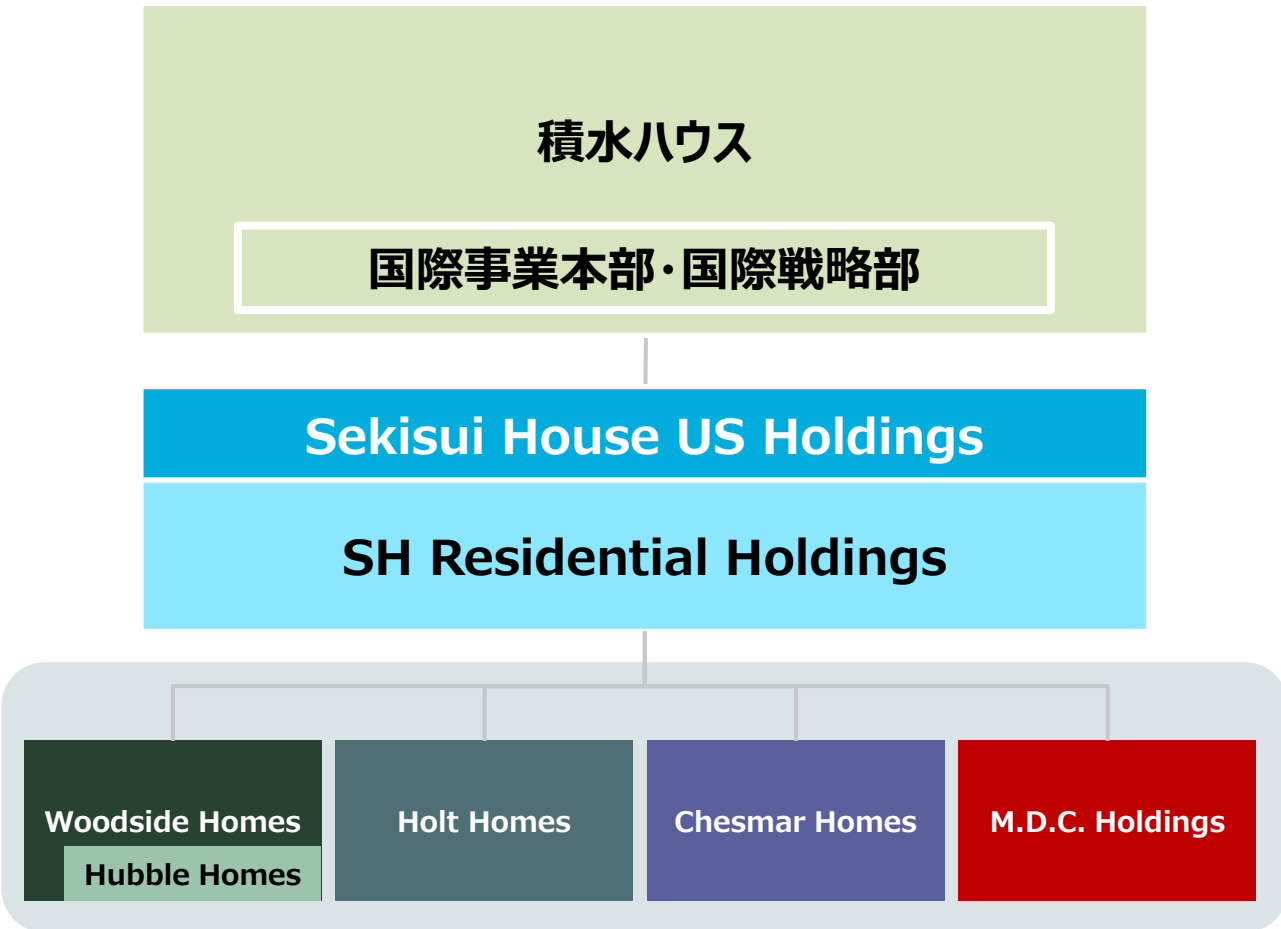 積水ハウス
国際事業本部・国際戦略部
Sekisui House US Holdings
SH Residential Holdings
Woodside Homes
Hubble Homes
Holt Homes
Chesmar Homes
M.D.C. Holdings